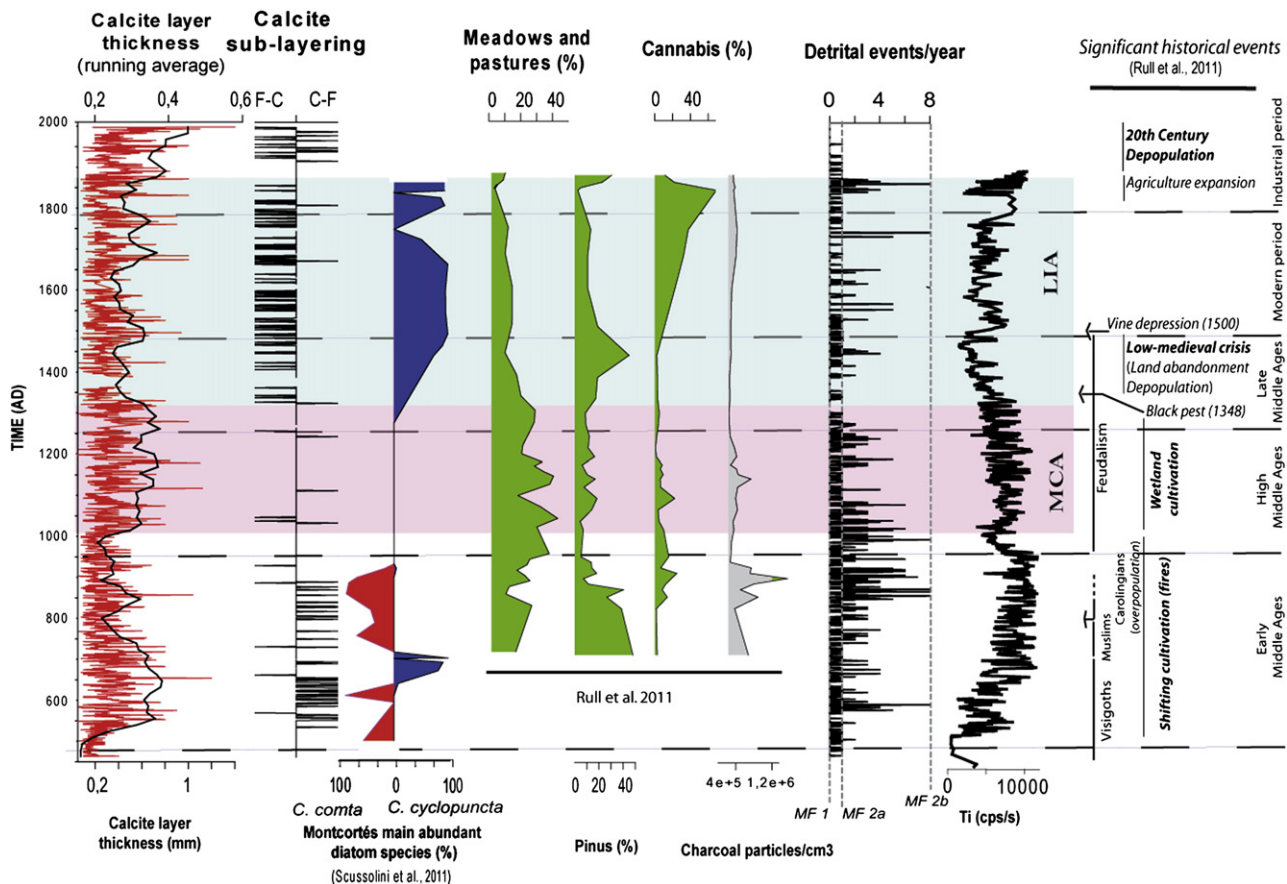 Calcite layer
thickness
(running average)
0,2 0,4 0,6
Calcite
sub-layering
F-C C-F
Meadows and
pastures (%)
0 20 40
Cannabis (%)
0 40
Detrital events/year
0 4 8
Significant historical events
(Rull et al., 2011)
TIME (AD)
2000
1800
1600
1400
1200
1000
800
600
LIA
MCA
20th Century
Depopulation
Agriculture expansion
Industrial period
Modern period
Vine depression (1500)
Low-medieval crisis
(Land abandonment
Depopulation)
Black pest (1348)
Late
Middle Ages
Feudalism
Wetland
cultivation
High
Middle Ages
Visigoths
Muslims
Carolingians
(overpopulation)
Shifting cultivation (fires)
Early
Middle Ages
Rull et al. 2011
0,2 1
Calcite layer
thickness (mm)
100 0 100
C. comta C. cyclopuncta
Montcortés main abundant
diatom species (%)
(Scussolini et al., 2011)
0 20 40
Pinus (%)
4e+5 1,2e+6
Charcoal particles/cm3
MF 1 MF 2a MF 2b
0 10000
Ti (cps/s)